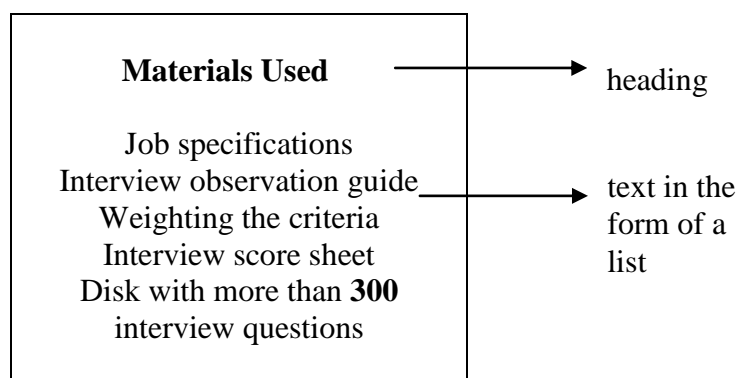 Materials Used
heading
Job specifications
Interview observation guide
Weighting the criteria
Interview score sheet
Disk with more than 300
interview questions
text in the
form of a
list